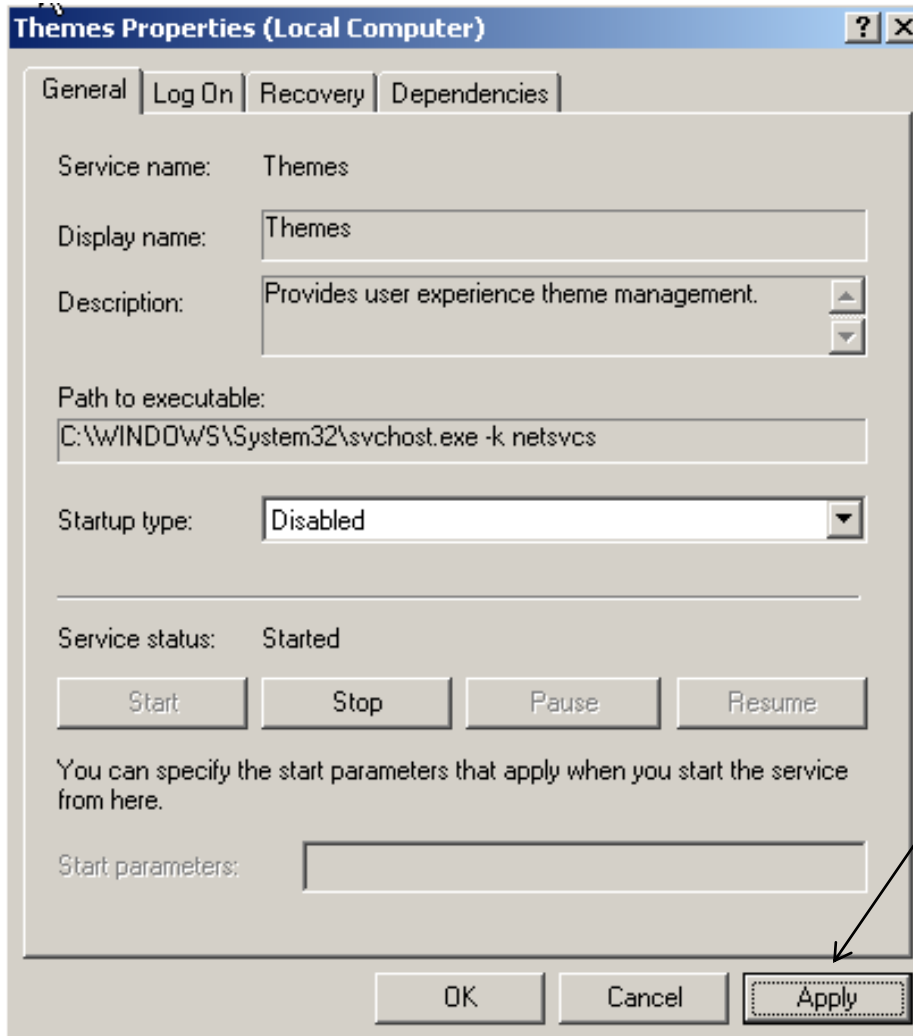 Themes Properties (Local Computer)
General Log On Recovery Dependencies
Service name: Themes
Display name: Themes
Description: Provides user experience theme management.
Path to executable:
C:\WINDOWS\System32\svchost.exe -k netsvcs
Startup type: Disabled
Service status: Started
Start Stop Pause Resume
You can specify the start parameters that apply when you start the service
from here.
Start parameters:
OK Cancel Apply